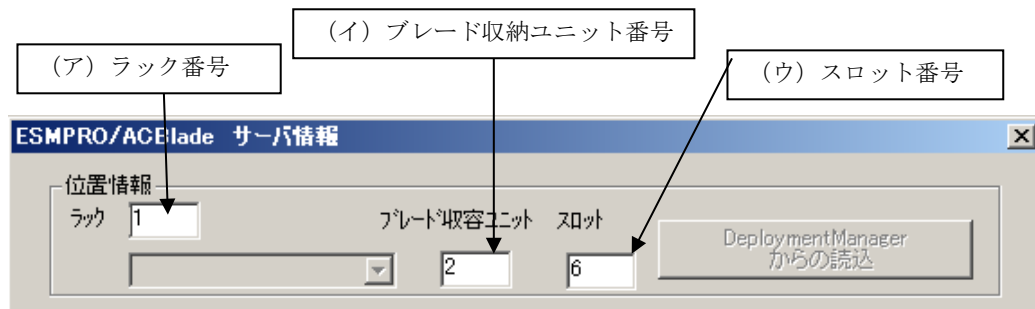 （イ）ブレード収納ユニット番号
（ア）ラック番号
（ウ）スロット番号
ESMPRO/ACBlade サーバ情報
位置情報
ラック 1
ブレード収容ユニット スロット
2 6
DeploymentManager
からの読込